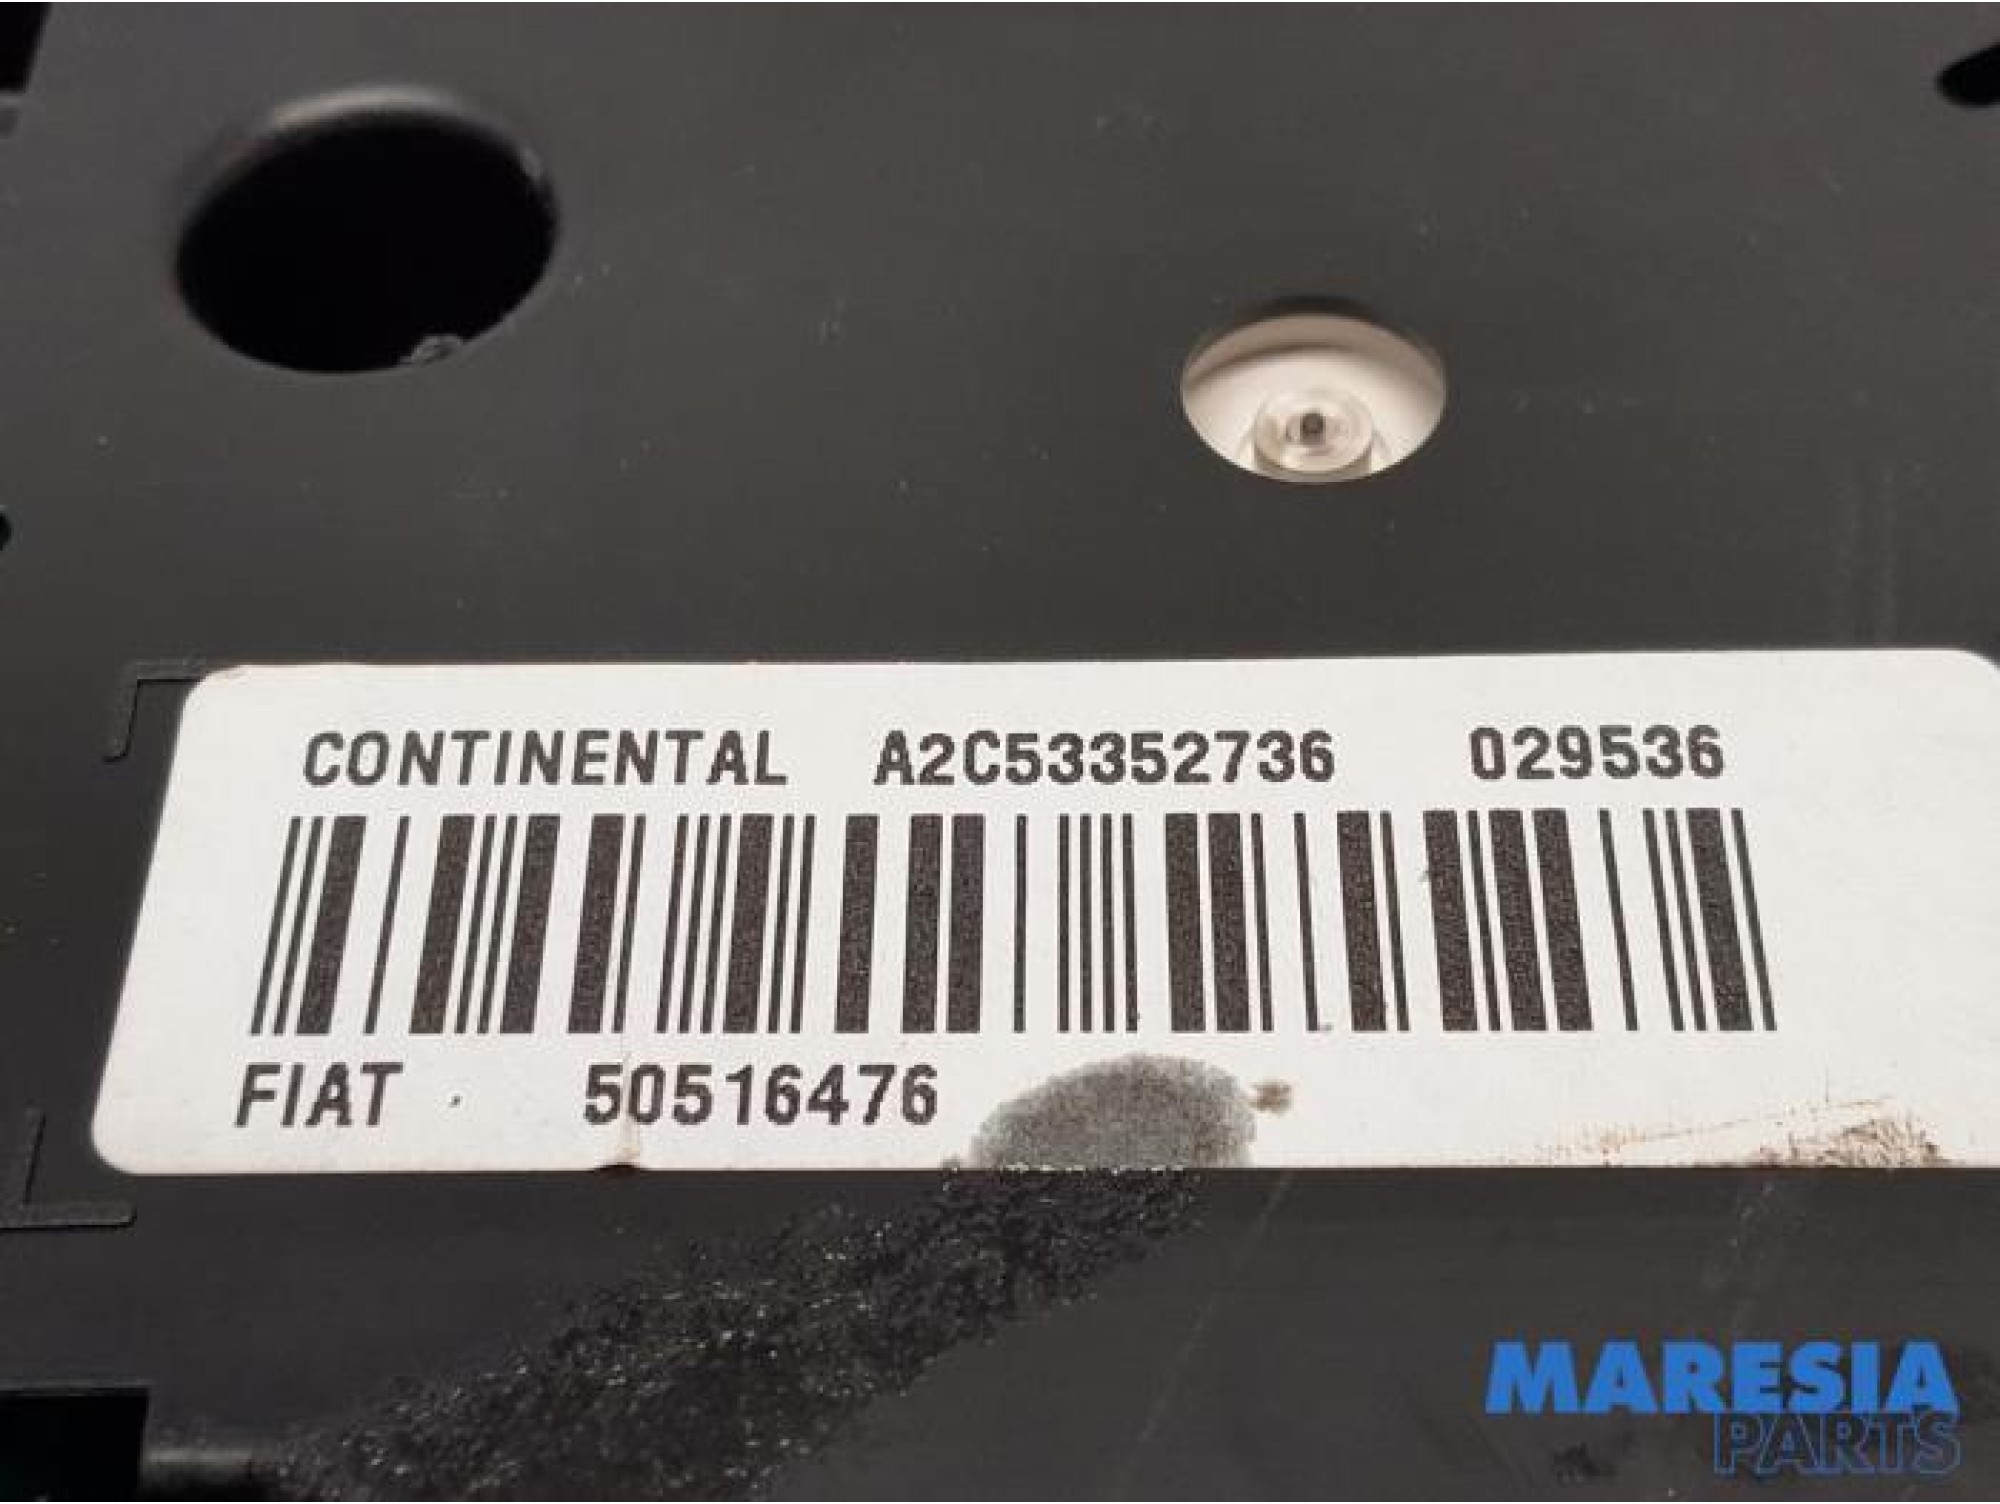 CONTINENTAL A2C53352736 029536
FIAT . 50516476
MARESIA
PARTS